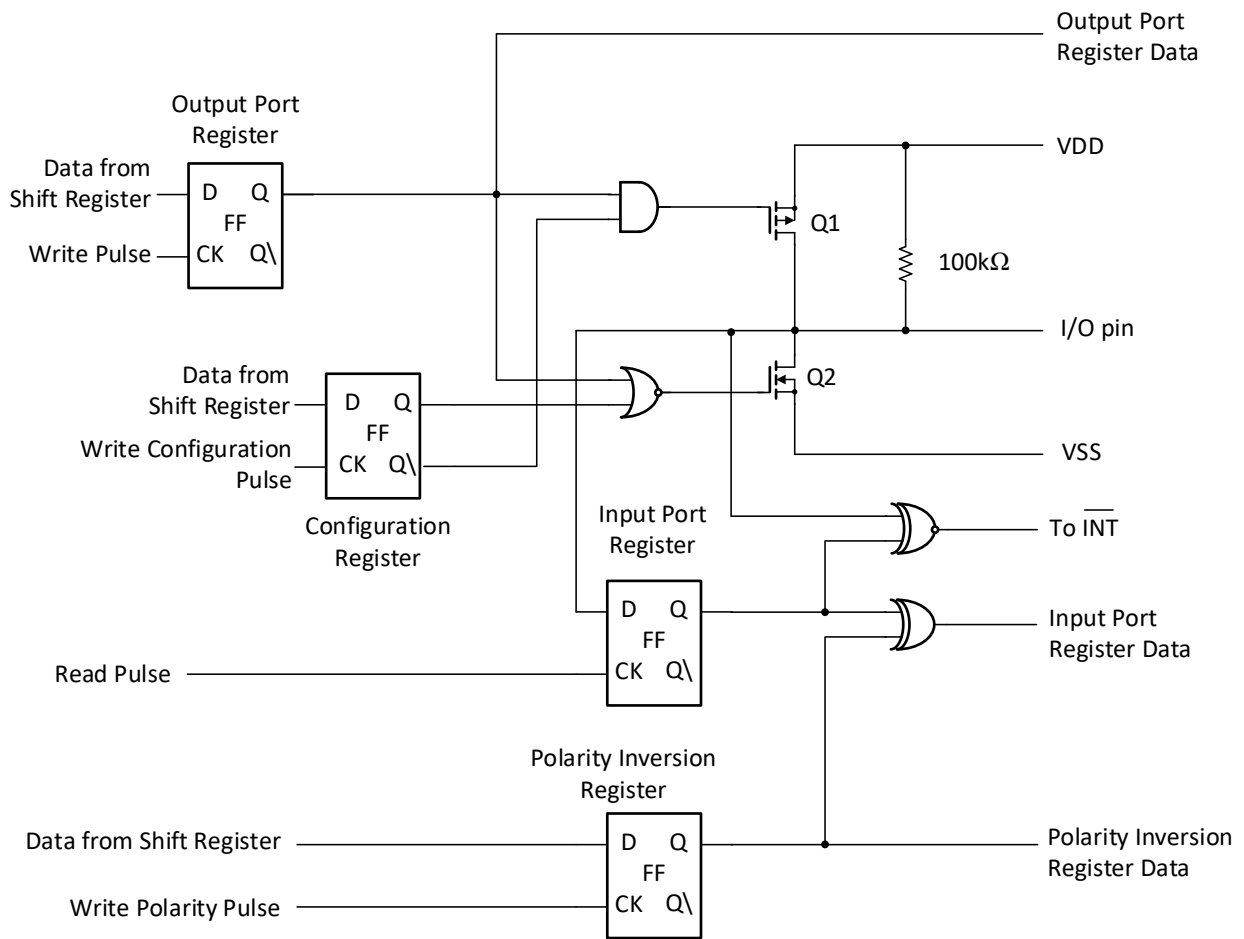 Output Port
Register Data
Output Port
Register
VDD
Data from
Shift Register
D Q
FF
CK Q\
Write Pulse
Q1
100kΩ
I/O pin
Data from
Shift Register
D Q
FF
CK Q\
Write Configuration
Pulse
Q2
VSS
Configuration
Register
Input Port
Register
To INT
D Q
FF
CK Q\
Input Port
Register Data
Read Pulse
Polarity Inversion
Register
Data from Shift Register
D Q
FF
CK Q\
Polarity Inversion
Register Data
Write Polarity Pulse